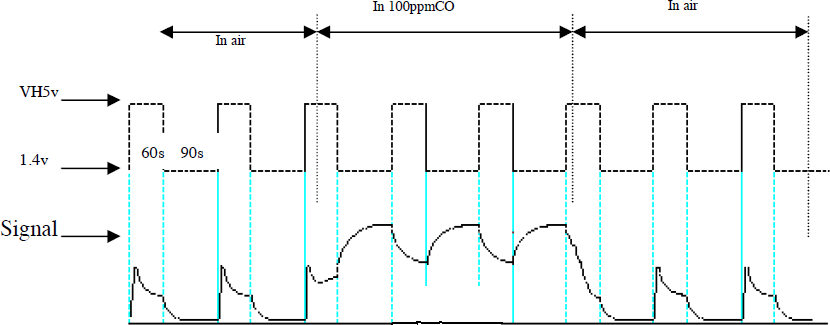 In 100ppmCO
In air
In air
VH5v
60s 90s
1.4v
Signal